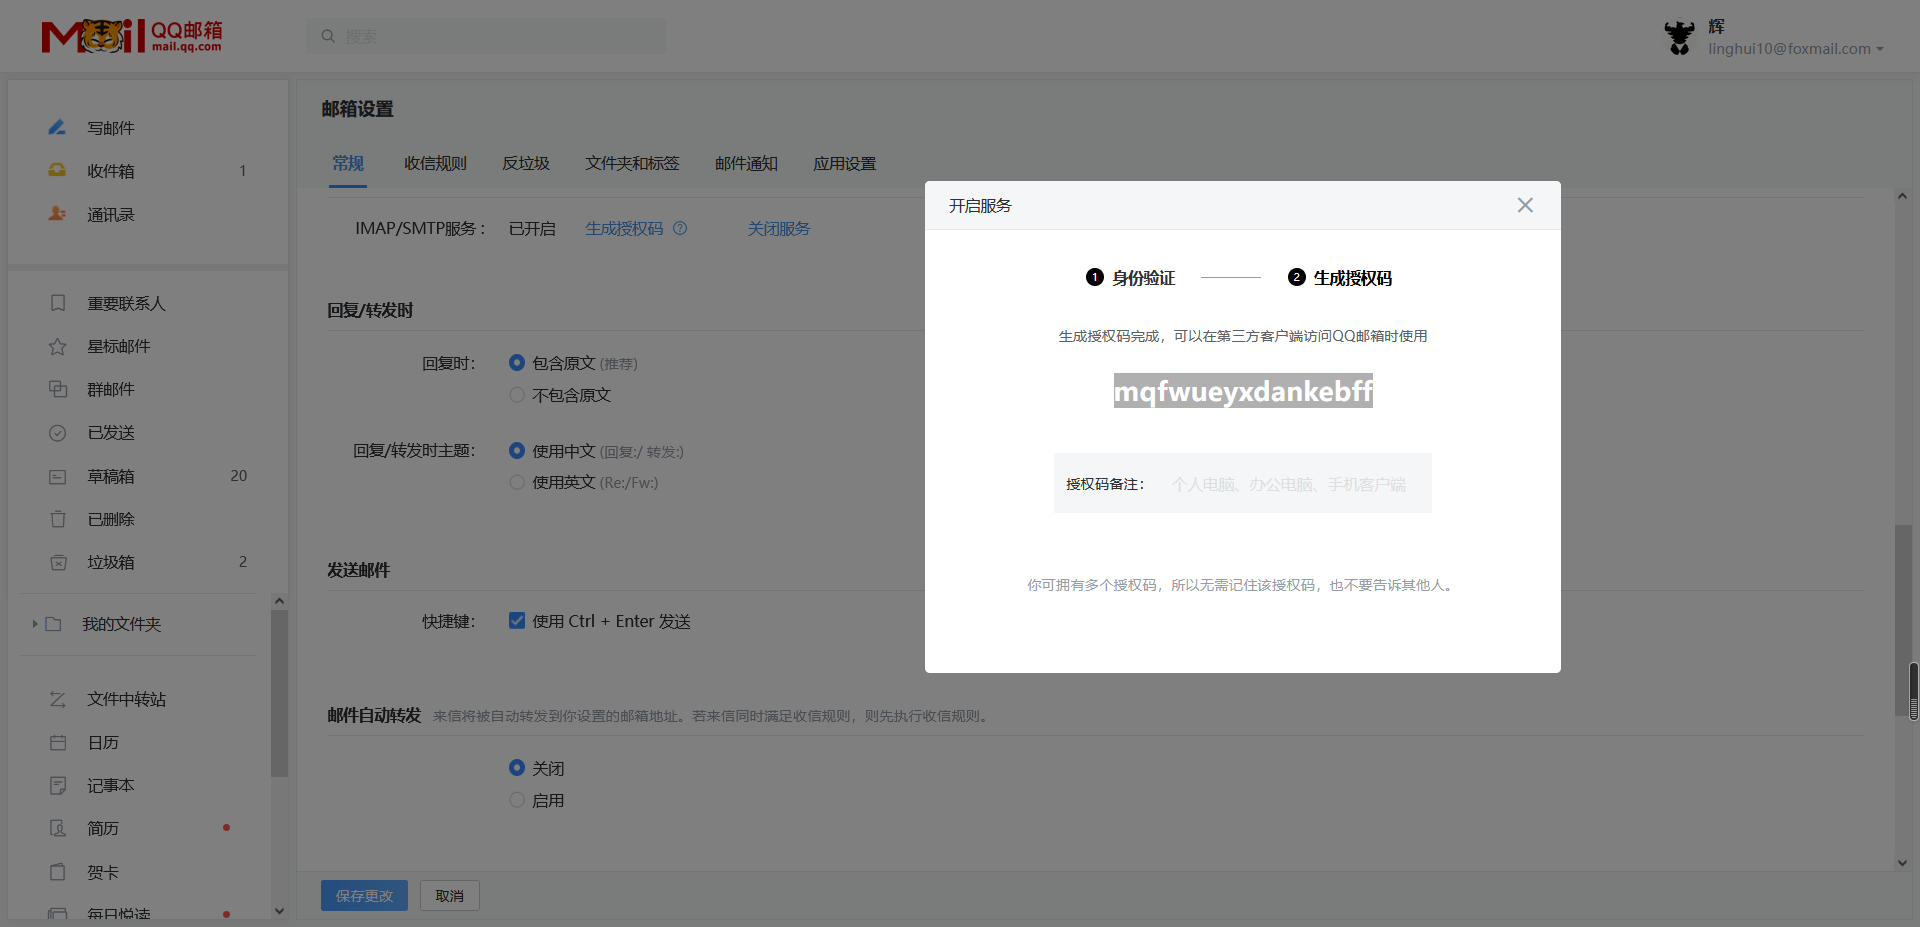 Mail QQ邮箱
mail.qq.com
搜索
辉
linghui10@foxmail.com
写邮件
收件箱 1
通讯录
重要联系人
星标邮件
群邮件
已发送
草稿箱 20
已删除
垃圾箱 2
我的文件夹
文件中转站
日历
记事本
简历
贺卡
每日悦读
邮箱设置
常规 收信规则 反垃圾 文件夹和标签 邮件通知 应用设置
IMAP/SMTP服务： 已开启 生成授权码 ? 关闭服务
回复/转发时
回复时： 包含原文 (推荐)
不包含原文
回复/转发时主题： 使用中文 (回复:/ 转发:)
使用英文 (Re:/Fw:)
发送邮件
快捷键： 使用 Ctrl + Enter 发送
邮件自动转发 来信将被自动转发到你设置的邮箱地址。若来信同时满足收信规则，则先执行收信规则。
关闭
启用
保存更改 取消
开启服务
1 身份验证 2 生成授权码
生成授权码完成，可以在第三方客户端访问QQ邮箱时使用
mqfwueyxdankebff
授权码备注： 个人电脑、办公电脑、手机客户端
你可拥有多个授权码，所以无需记住该授权码，也不要告诉其他人。